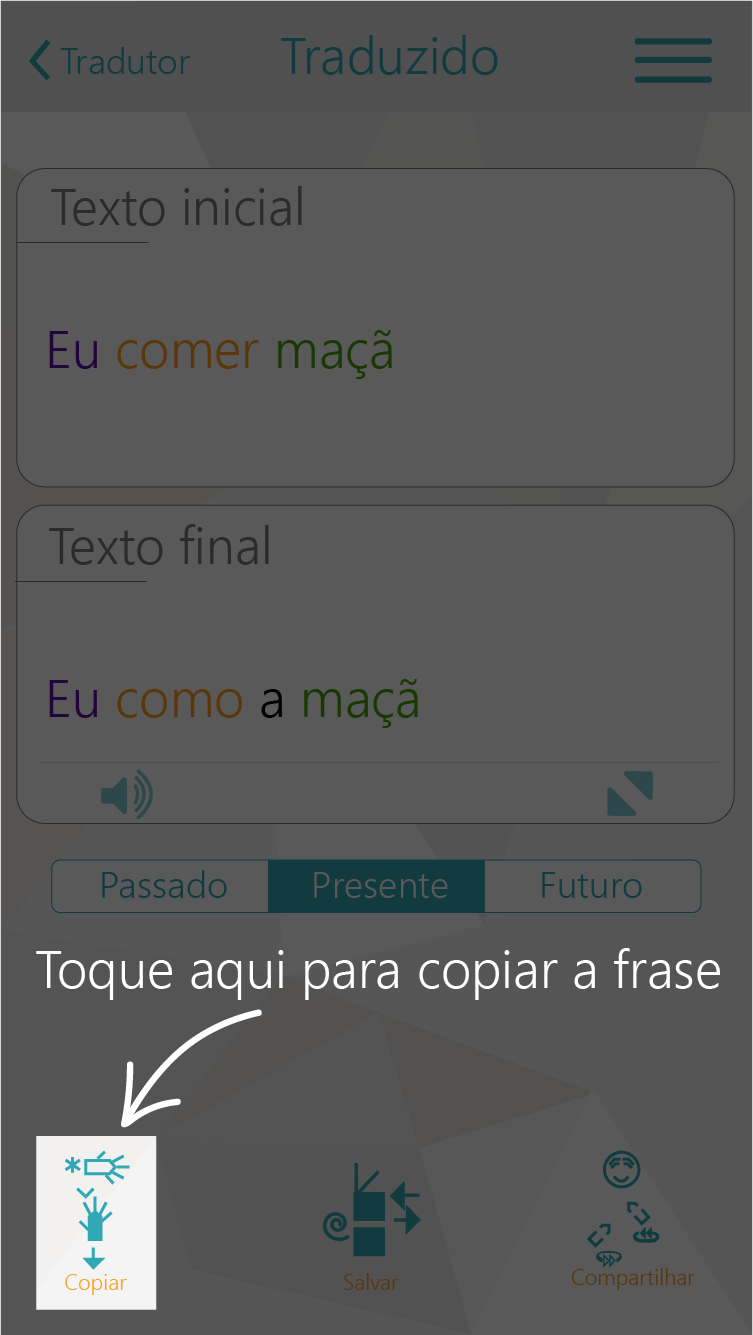 Tradutor
Traduzido
Texto inicial
Eu comer maçã
Texto final
Eu como a maçã
Passado
Presente
Futuro
Toque aqui para copiar a frase
Copiar
Salvar
Compartilhar